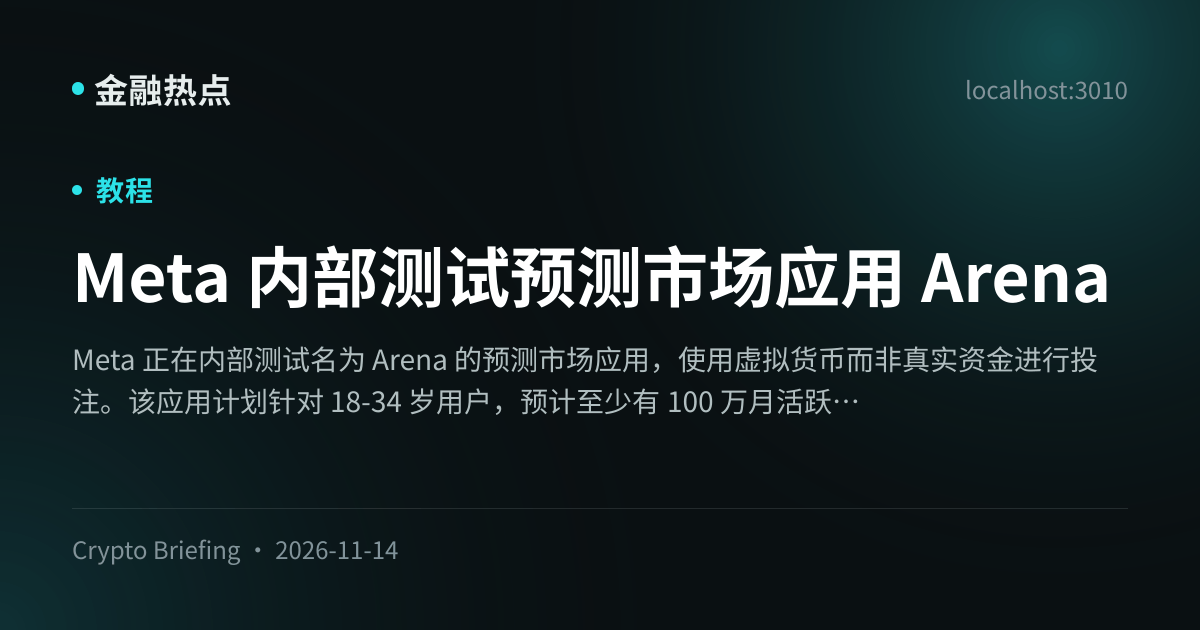 金融热点
localhost:3010
教程
Meta 内部测试预测市场应用 Arena
Meta 正在内部测试名为 Arena 的预测市场应用，使用虚拟货币而非真实资金进行投
注。该应用计划针对 18-34 岁用户，预计至少有 100 万月活跃…
Crypto Briefing · 2026-11-14